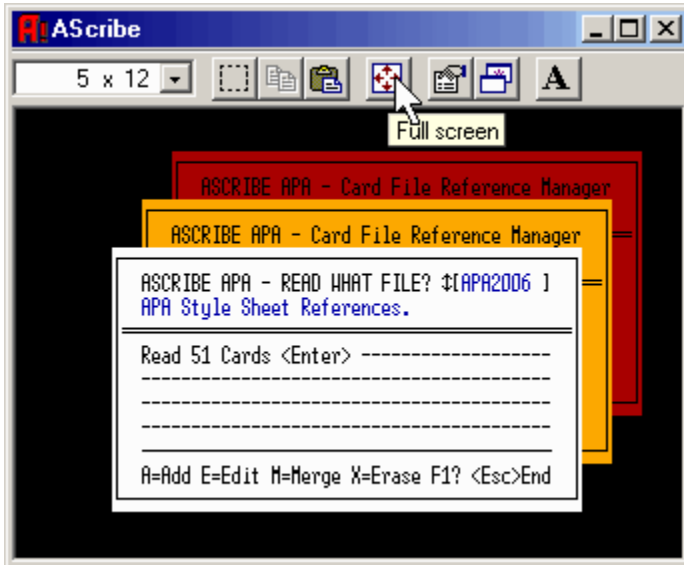 AScribe
5 x 12
A
Full screen
ASCRIBE APA - Card File Reference Manager
ASCRIBE APA - Card File Reference Manager
ASCRIBE APA - READ WHAT FILE? ↕[APA2006 ]
APA Style Sheet References.
Read 51 Cards <Enter> -------------------
A=Add E=Edit M=Merge X=Erase F1? <Esc>End